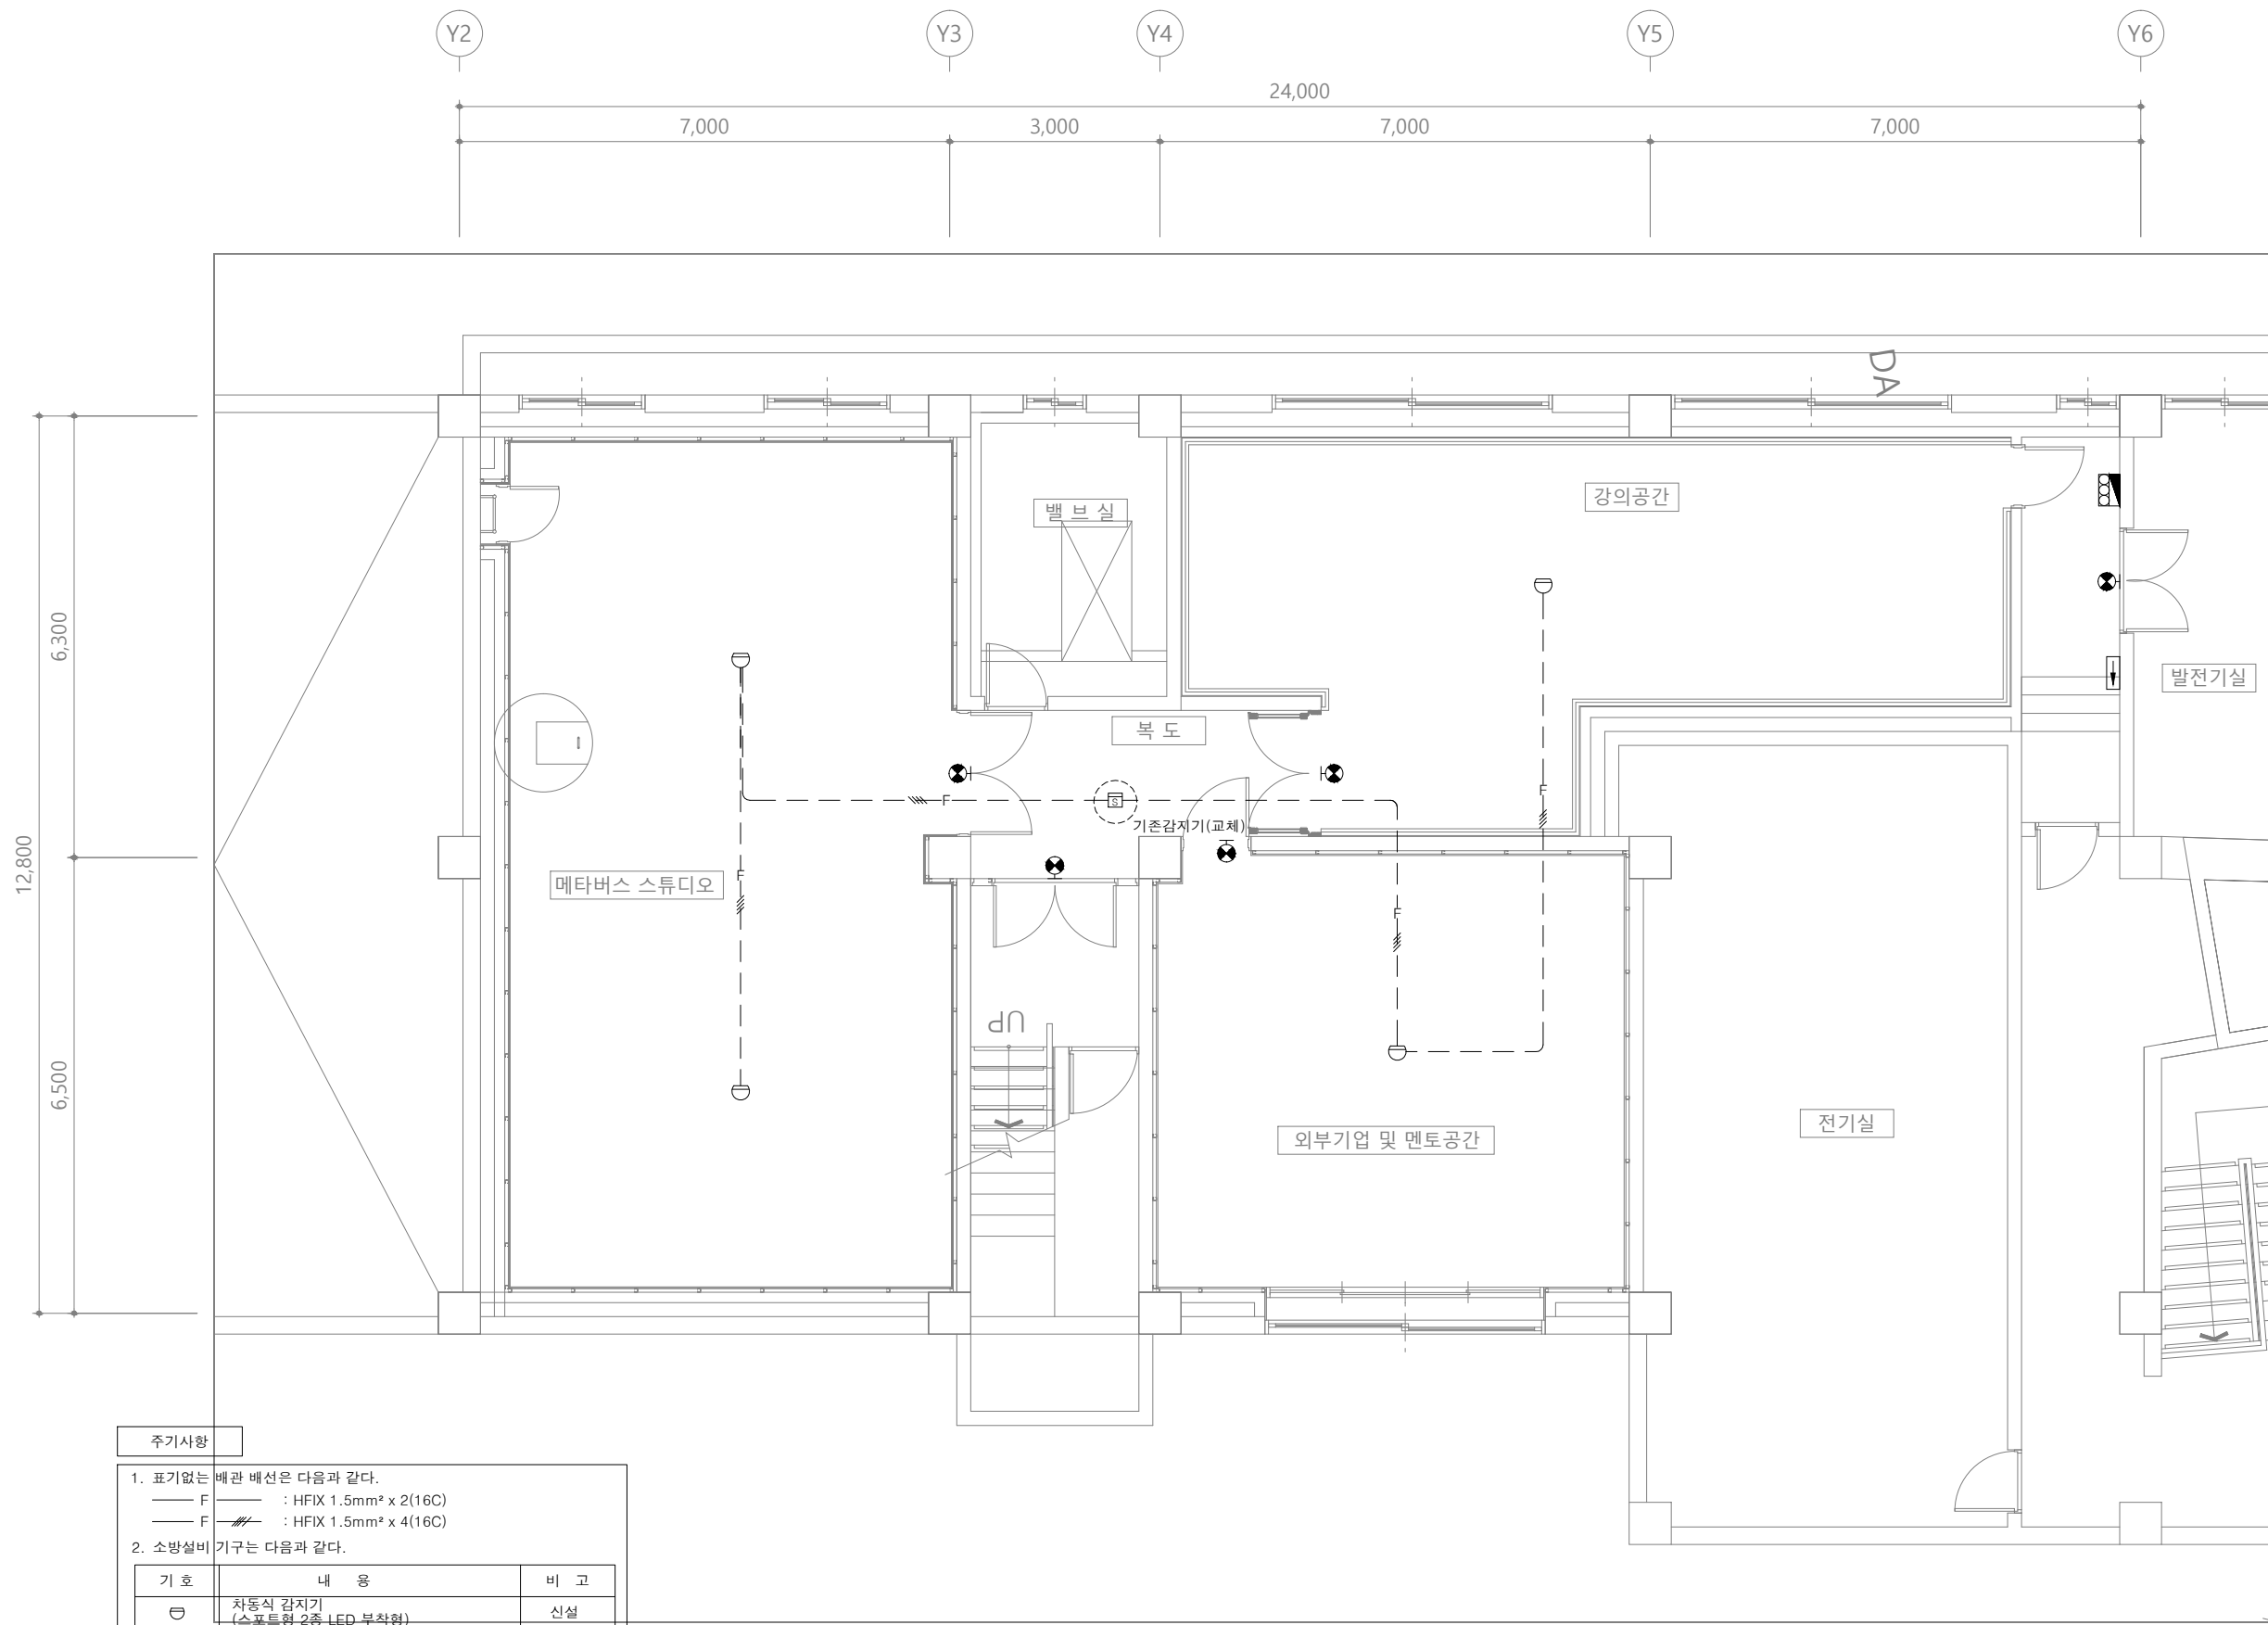 Y2 Y3 Y4 Y5 Y6
24,000
7,000 3,000 7,000 7,000
DA
강의공간
밸 브 실
6,300
발전기실
복 도
F
F
S
기존감지기(교체)
12,800
메타버스 스튜디오
F
F
UP
6,500
전기실
외부기업 및 멘토공간
주기사항
1. 표기없는 배관 배선은 다음과 같다.
F : HFIX 1.5mm² x 2(16C)
F : HFIX 1.5mm² x 4(16C)
2. 소방설비 기구는 다음과 같다.
기 호 내 용 비 고
차동식 감지기
(스포트형 2종 LED 부착형) 신설